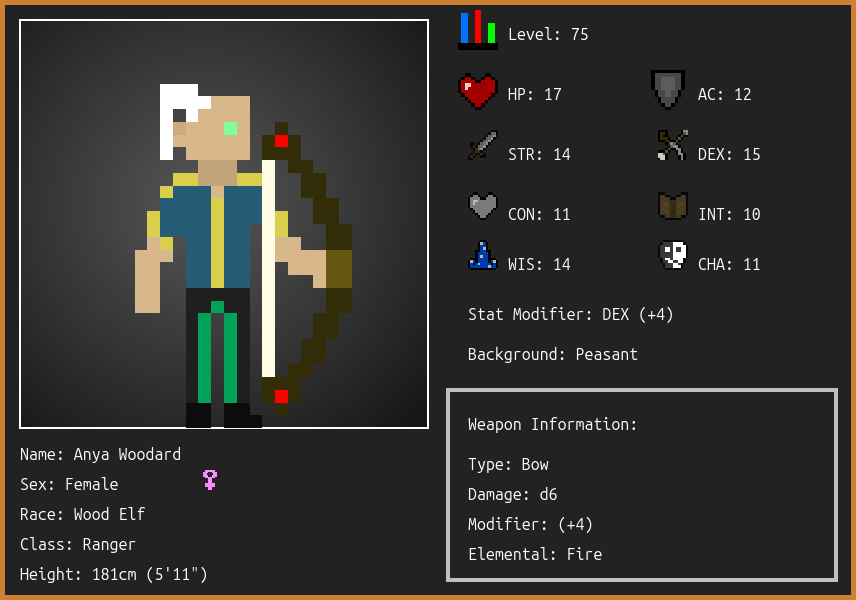 Level: 75
HP: 17
AC: 12
STR: 14
DEX: 15
CON: 11
INT: 10
WIS: 14
CHA: 11
Stat Modifier: DEX (+4)
Background: Peasant
Name: Anya Woodard
Sex: Female
Race: Wood Elf
Class: Ranger
Height: 181cm (5'11")
Weapon Information:
Type: Bow
Damage: d6
Modifier: (+4)
Elemental: Fire